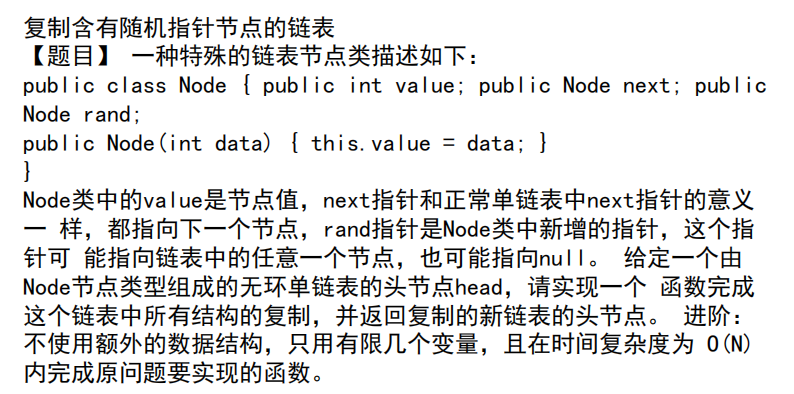 复制含有随机指针节点的链表
【题目】 一种特殊的链表节点类描述如下：
public class Node { public int value; public Node next; public
Node rand;
public Node(int data) { this.value = data; }
}
Node类中的value是节点值，next指针和正常单链表中next指针的意义
一 样，都指向下一个节点，rand指针是Node类中新增的指针，这个指
针可 能指向链表中的任意一个节点，也可能指向null。 给定一个由
Node节点类型组成的无环单链表的头节点head，请实现一个 函数完成
这个链表中所有结构的复制，并返回复制的新链表的头节点。 进阶：
不使用额外的数据结构，只用有限几个变量，且在时间复杂度为 O(N)
内完成原问题要实现的函数。